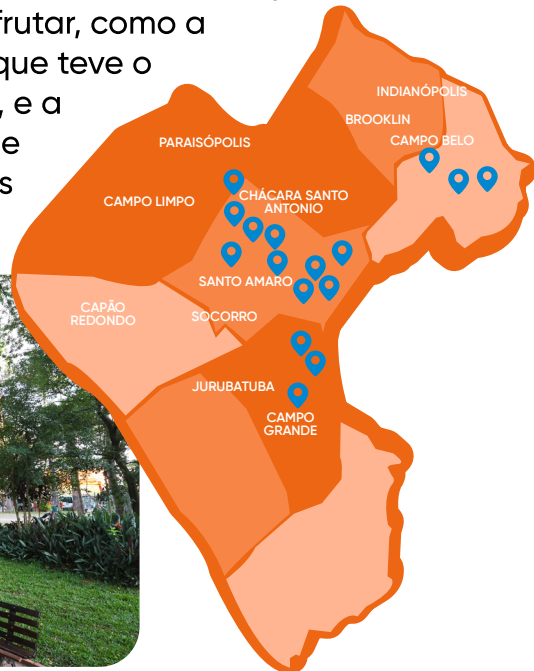 frutar, como a
que teve o
, e a
e
s
INDIANÓPOLIS
BROOKLIN
CAMPO BELO
PARAISÓPOLIS
CAMPO LIMPO
CHÁCARA SANTO
ANTONIO
SANTO AMARO
CAPÃO
REDONDO
SOCORRO
JURUBATUBA
CAMPO
GRANDE